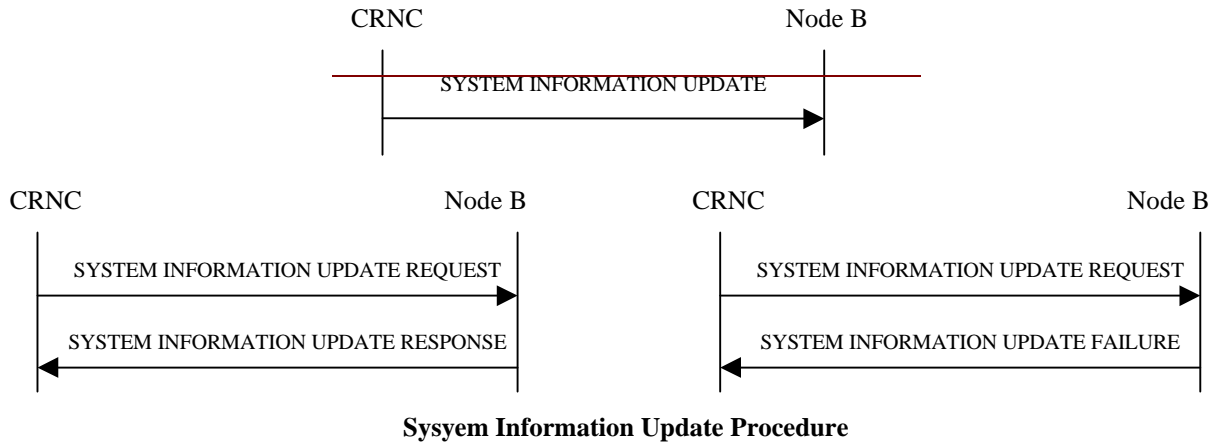 CRNC Node B
SYSTEM INFORMATION UPDATE
CRNC Node B CRNC Node B
SYSTEM INFORMATION UPDATE REQUEST SYSTEM INFORMATION UPDATE REQUEST
SYSTEM INFORMATION UPDATE RESPONSE SYSTEM INFORMATION UPDATE FAILURE
Sysyem Information Update Procedure